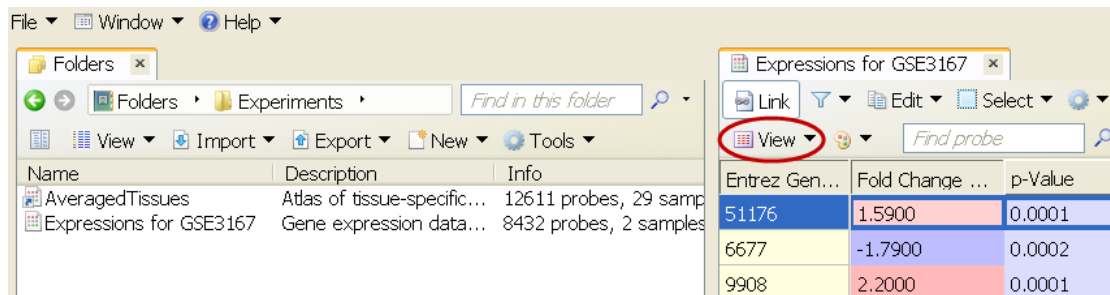 File ▼ Window ▼ Help ▼
Folders
Folders Experiments Find in this folder
View ▼ Import ▼ Export ▼ New ▼ Tools ▼
Name Description Info
AveragedTissues Atlas of tissue-specific... 12611 probes, 29 samp
Expressions for GSE3167 Gene expression data... 8432 probes, 2 samples
Expressions for GSE3167
Link Edit ▼ Select ▼
View ▼ Find probe
Entrez Gen... Fold Change ... p-Value
51176 1.5900 0.0001
6677 -1.7900 0.0002
9908 2.2000 0.0001